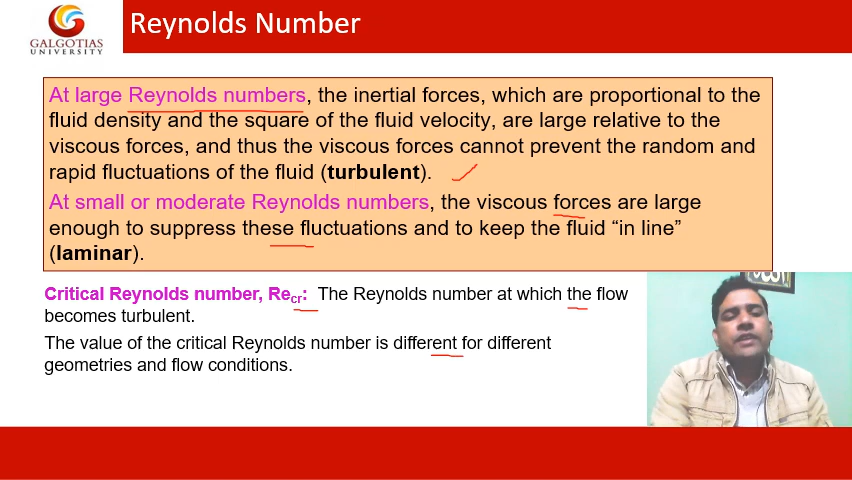 Reynolds Number
GALGOTIAS
UNIVERSITY
At large Reynolds numbers, the inertial forces, which are proportional to the
fluid density and the square of the fluid velocity, are large relative to the
viscous forces, and thus the viscous forces cannot prevent the random and
rapid fluctuations of the fluid (turbulent).
At small or moderate Reynolds numbers, the viscous forces are large
enough to suppress these fluctuations and to keep the fluid “in line”
(laminar).
Critical Reynolds number, Recr: The Reynolds number at which the flow
becomes turbulent.
The value of the critical Reynolds number is different for different
geometries and flow conditions.